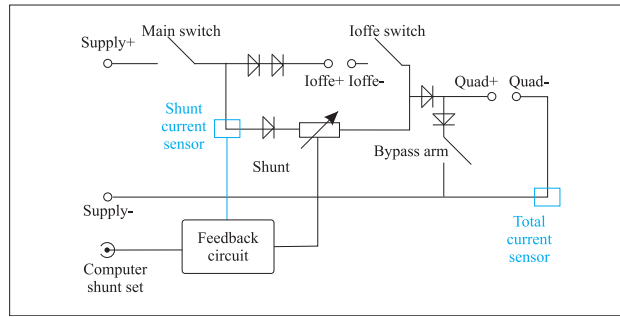 Main switch
Ioffe switch
Supply+
Ioffe+ Ioffe-
Quad+ Quad-
Shunt
current
sensor
Shunt
Bypass arm
Supply-
Feedback
circuit
Total
current
sensor
Computer
shunt set